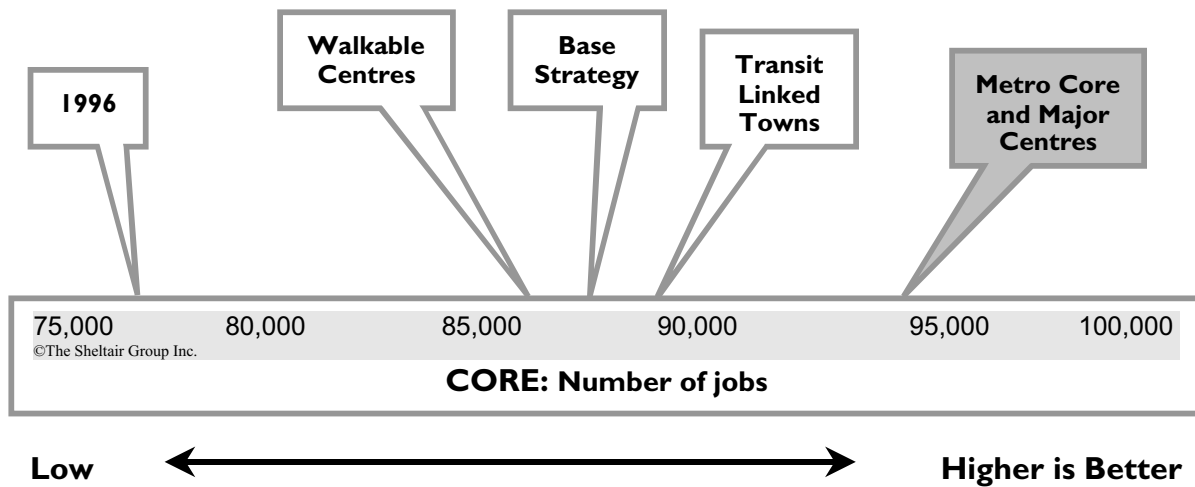 1996
Walkable
Centres
Base
Strategy
Transit
Linked
Towns
Metro Core
and Major
Centres
75,000 80,000 85,000 90,000 95,000 100,000
©The Sheltair Group Inc.
CORE: Number of jobs
Low Higher is Better